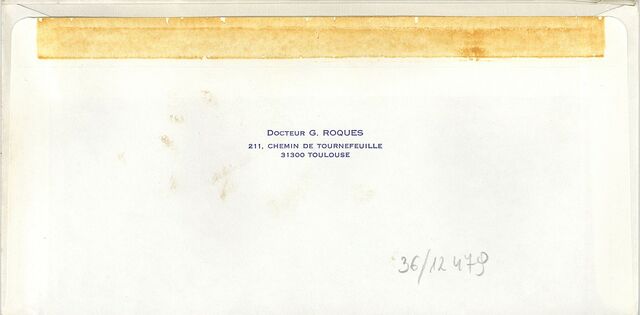 Docteur G. ROQUES
211, CHEMIN DE TOURNEFEUILLE
31300 TOULOUSE
36/12479